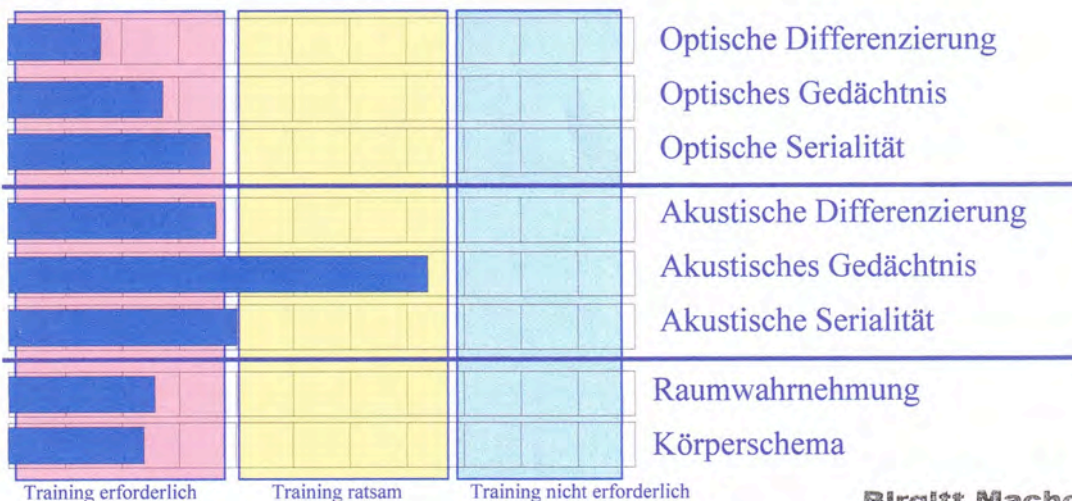 Optische Differenzierung
Optisches Gedächtnis
Optische Serialität
Akustische Differenzierung
Akustisches Gedächtnis
Akustische Serialität
Raumwahrnehmung
Körperschema
Training erforderlich Training ratsam Training nicht erforderlich
Birgitt